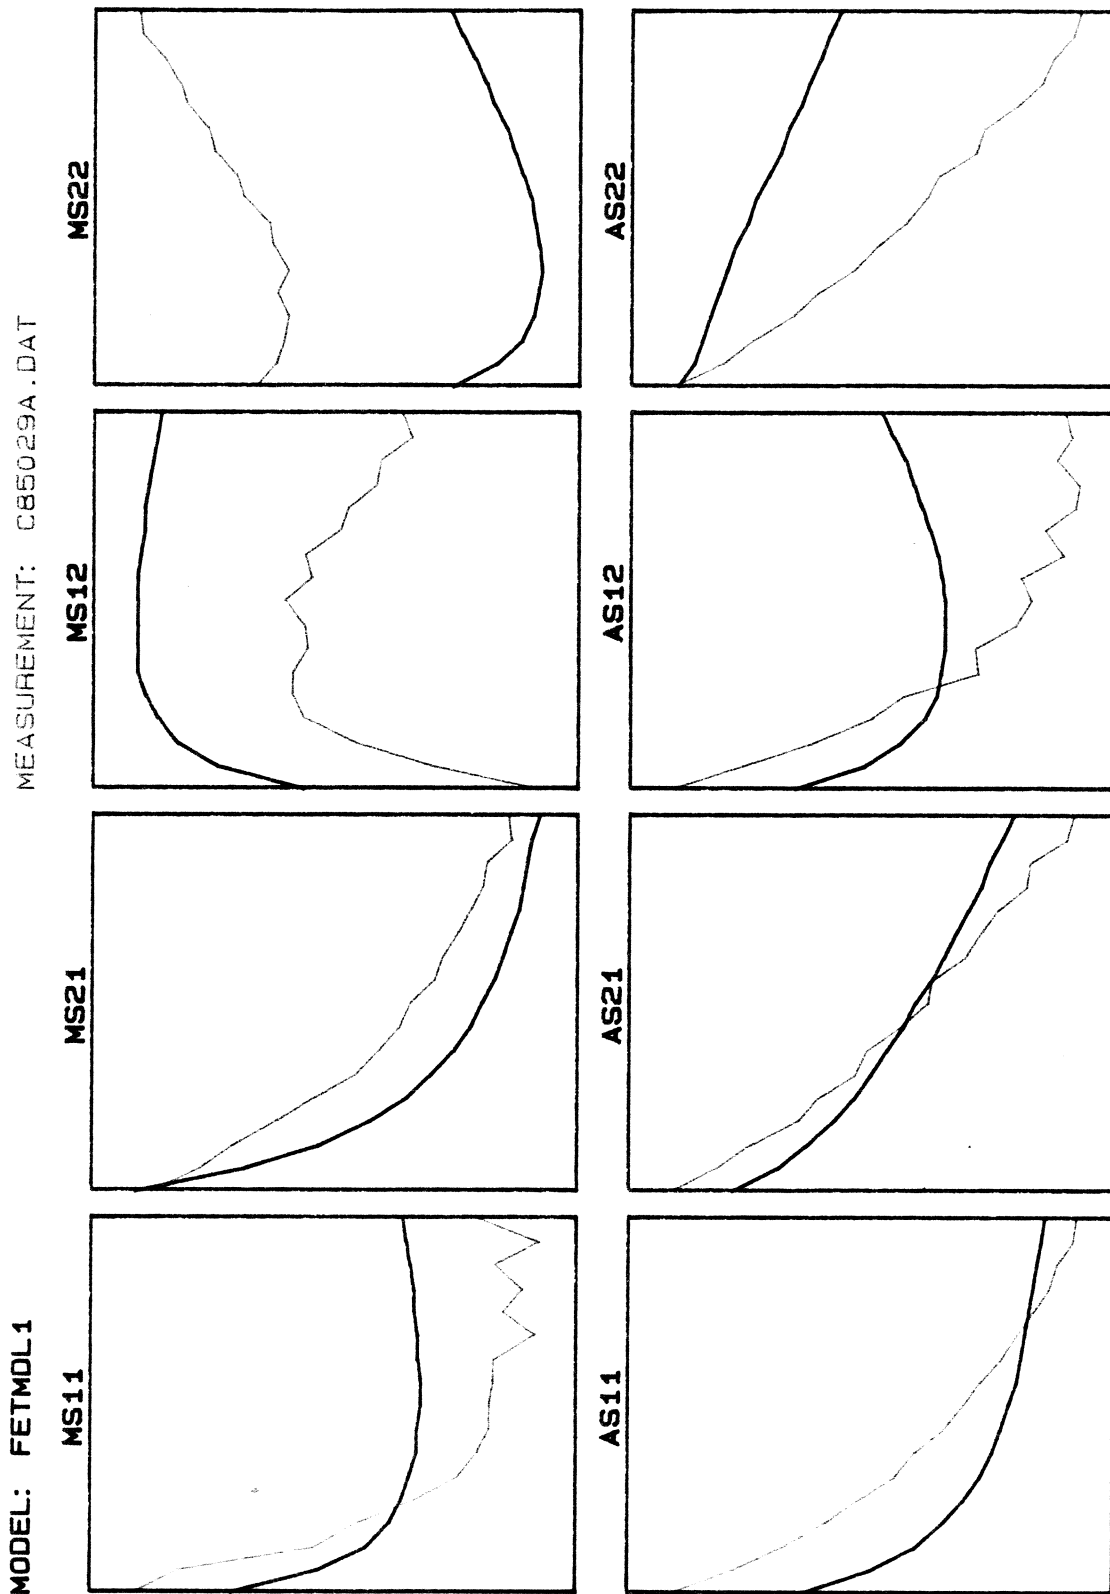 MODEL: FETMDL1
MEASUREMENT: C85029A.DAT
MS11
MS21
MS12
MS22
AS11
AS21
AS12
AS22